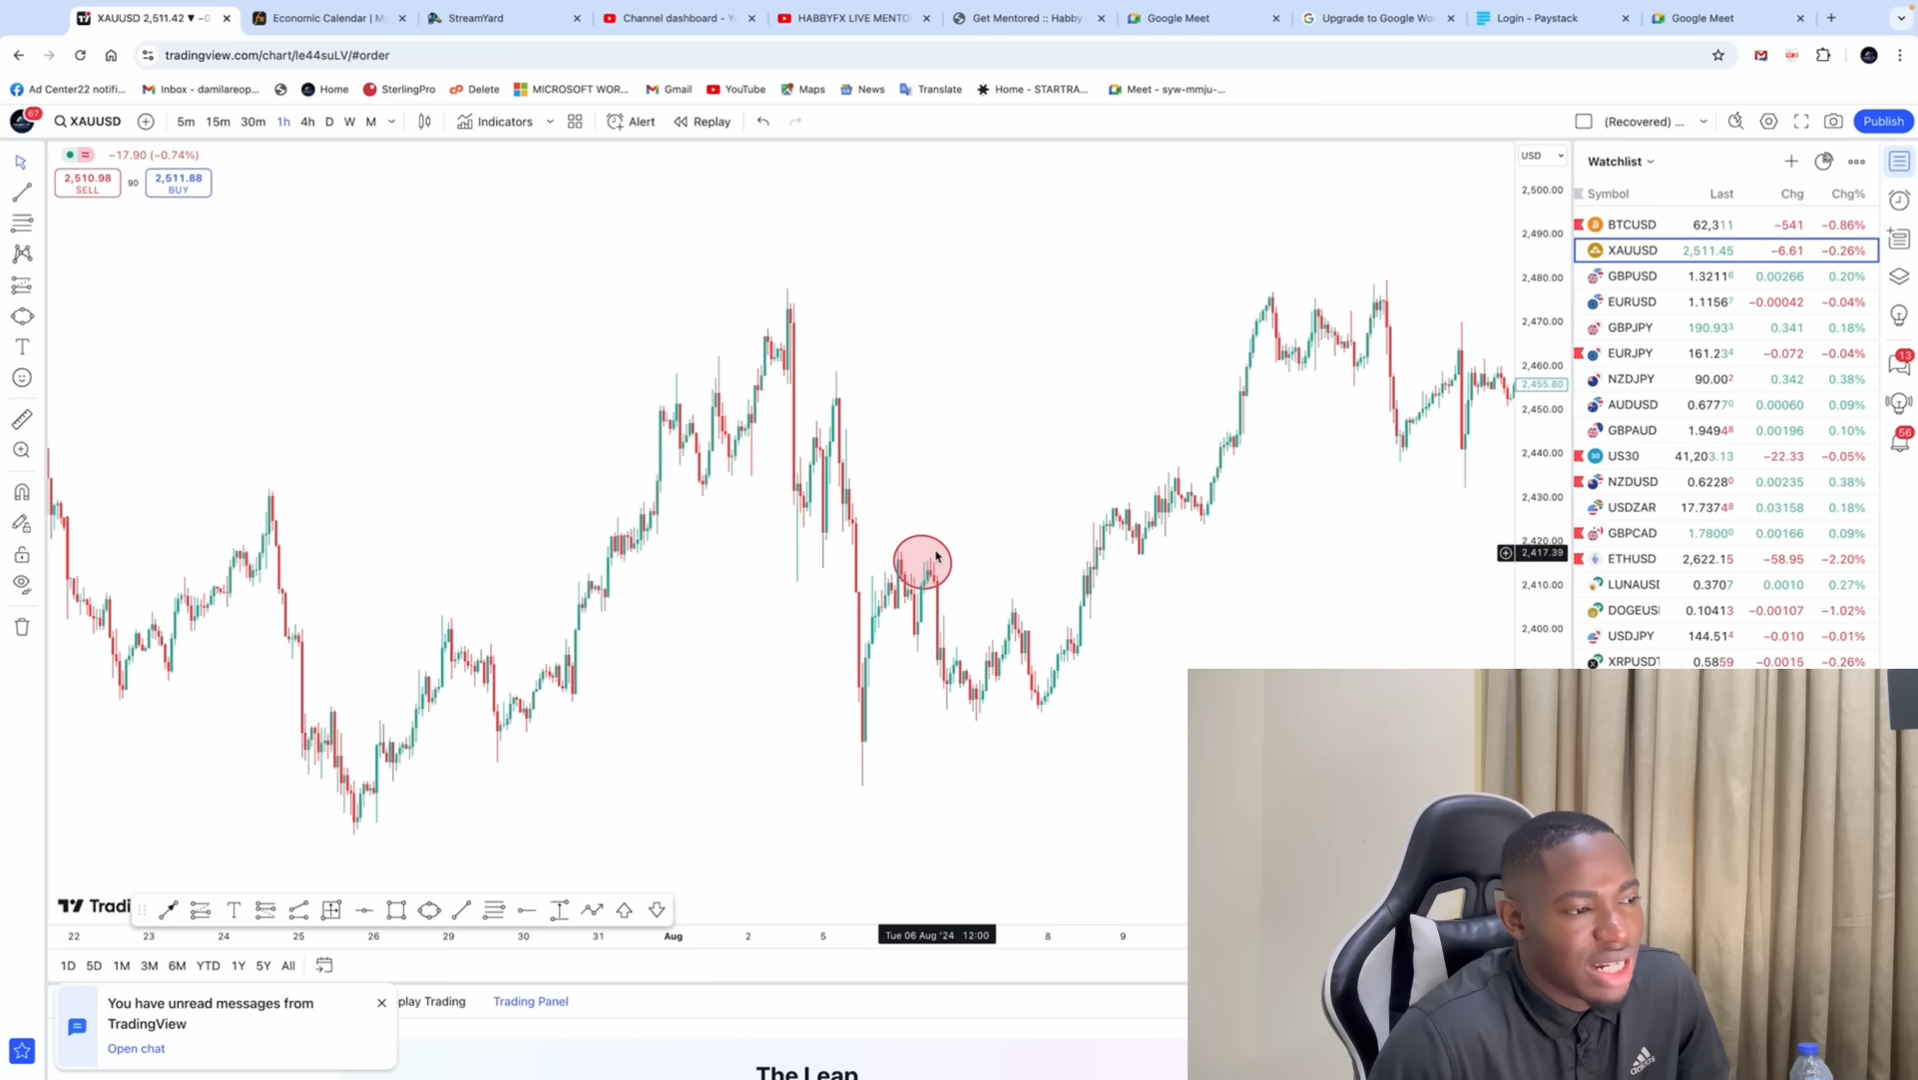 XAUUSD 2,511.42 ▼ −0
Economic Calendar | My
StreamYard
Channel dashboard - Y
HABBYFX LIVE MENTO
Get Mentored :: Habby
Google Meet
Upgrade to Google Wo
Login - Paystack
Google Meet
tradingview.com/chart/le44suLV/#order
Ad Center22 notifi...
Inbox - damilareop...
Home
SterlingPro
Delete
MICROSOFT WOR...
Gmail
YouTube
Maps
News
Translate
Home - STARTRA...
Meet - syw-mmju-...
67
XAUUSD
5m 15m 30m 1h 4h D W M
Indicators
Alert
Replay
(Recovered) ...
Publish
−17.90 (−0.74%)
2,510.98
SELL
90
2,511.88
BUY
USD
2,500.00
2,490.00
2,480.00
2,470.00
2,460.00
2,455.80
2,450.00
2,440.00
2,430.00
2,420.00
2,417.39
2,410.00
2,400.00
Watchlist
Symbol Last Chg Chg%
BTCUSD 62,311 −541 −0.86%
XAUUSD 2,511.45 −6.61 −0.26%
GBPUSD 1.32116 0.00266 0.20%
EURUSD 1.11567 −0.00042 −0.04%
GBPJPY 190.933 0.341 0.18%
EURJPY 161.234 −0.072 −0.04%
NZDJPY 90.002 0.342 0.38%
AUDUSD 0.67770 0.00060 0.09%
GBPAUD 1.94948 0.00196 0.10%
US30 41,203.13 −22.33 −0.05%
NZDUSD 0.62280 0.00235 0.38%
USDZAR 17.73748 0.03158 0.18%
GBPCAD 1.78000 0.00166 0.09%
ETHUSD 2,622.15 −58.95 −2.20%
LUNAUSD 0.3707 0.0010 0.27%
DOGEUS 0.10413 −0.00107 −1.02%
USDJPY 144.514 −0.010 −0.01%
XRPUSDT 0.5859 −0.0015 −0.26%
13
56
Tradi
22 23 24 25 26 29 30 31 Aug 2 5 Tue 06 Aug '24 12:00 8 9
1D 5D 1M 3M 6M YTD 1Y 5Y All
play Trading
Trading Panel
You have unread messages from
TradingView
Open chat
The Leap
adidas